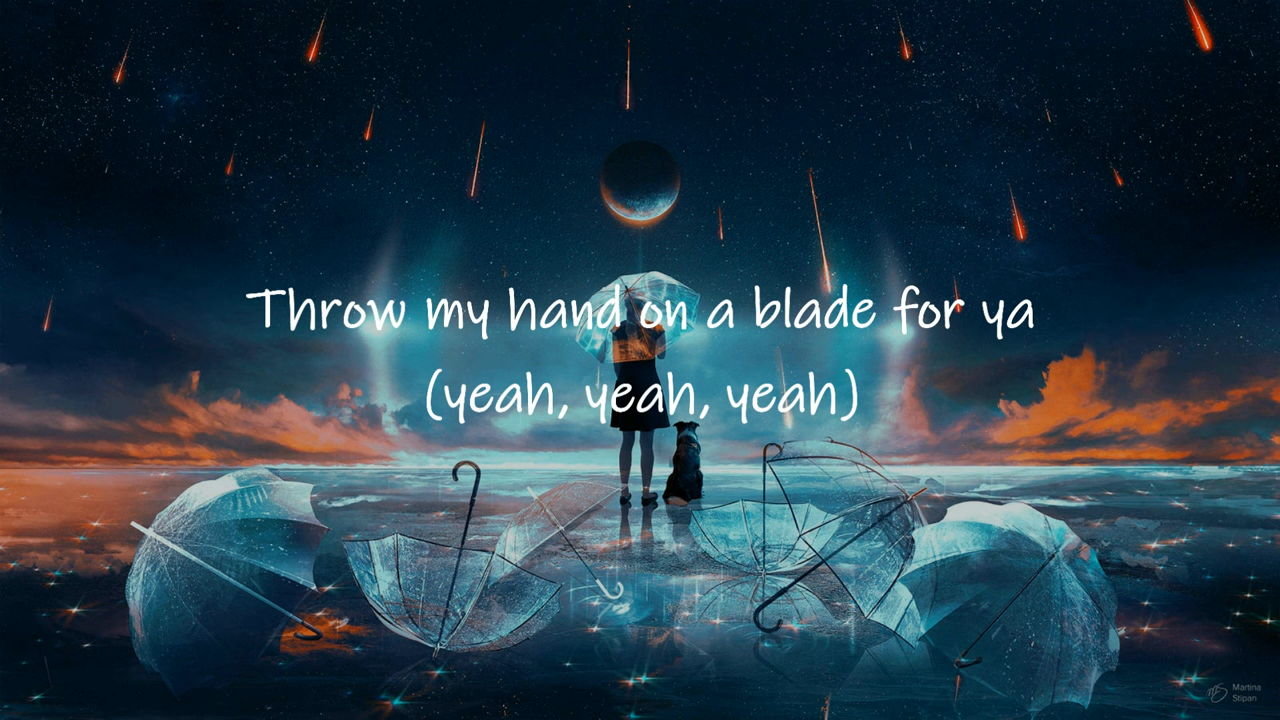 Throw my hand on a blade for ya
(yeah, yeah, yeah)
Martina
Stipan